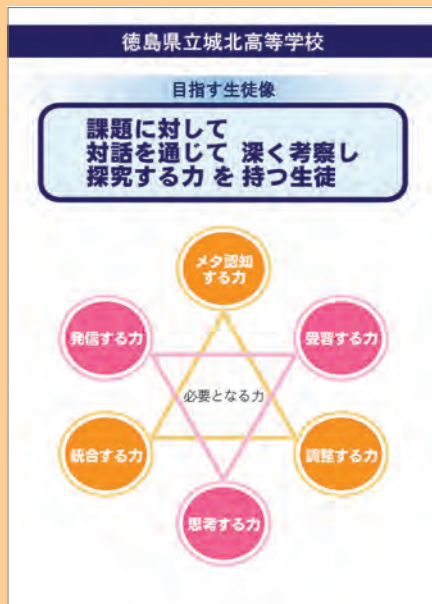 徳島県立城北高等学校
目指す生徒像
課題に対して
対話を通じて 深く考察し
探究する力 を 持つ生徒
メタ認知
する力
発信する力
受容する力
必要となる力
統合する力
調整する力
思考する力